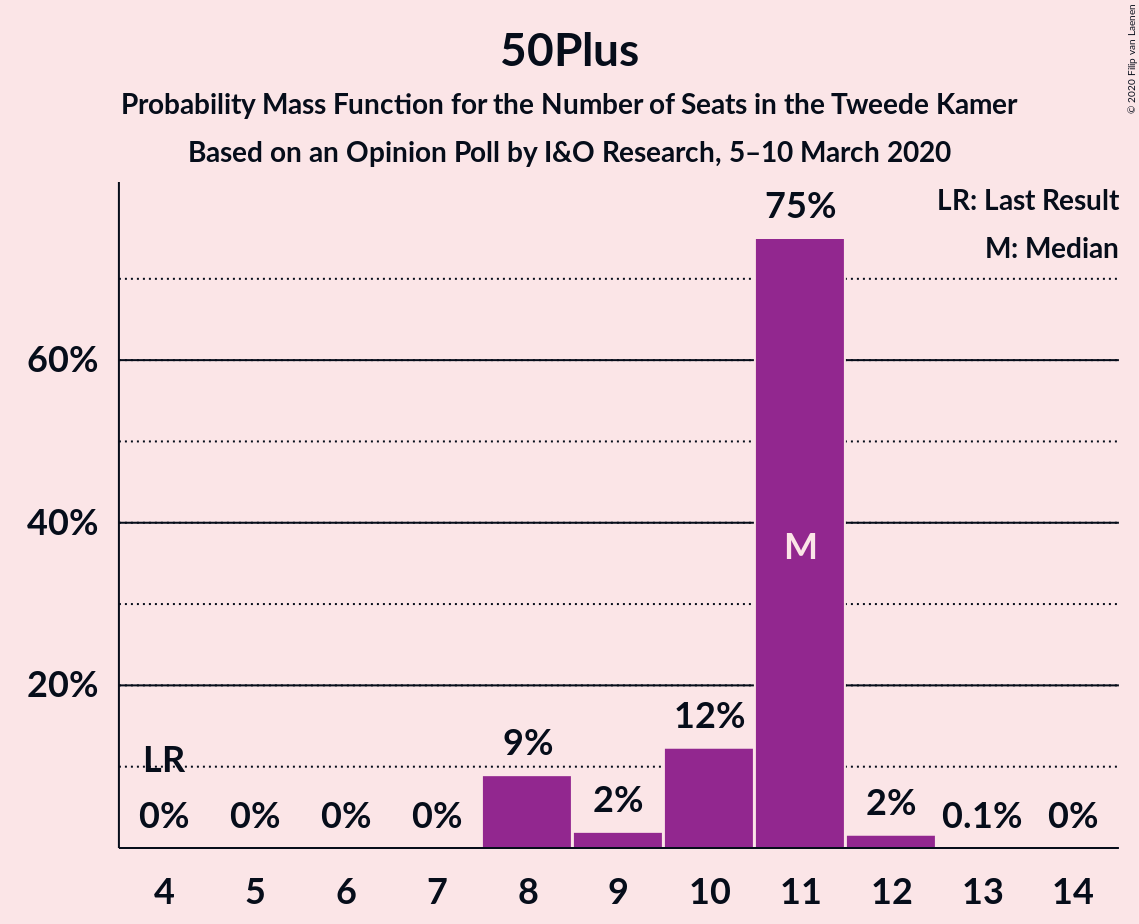 50Plus
Probability Mass Function for the Number of Seats in the Tweede Kamer
Based on an Opinion Poll by I&O Research, 5–10 March 2020
© 2020 Filip van Laenen
LR: Last Result
M: Median
75%
60%
40%
M
20%
12%
9%
LR
2%
2%
0% 0% 0% 0% 0.1% 0%
4 5 6 7 8 9 10 11 12 13 14